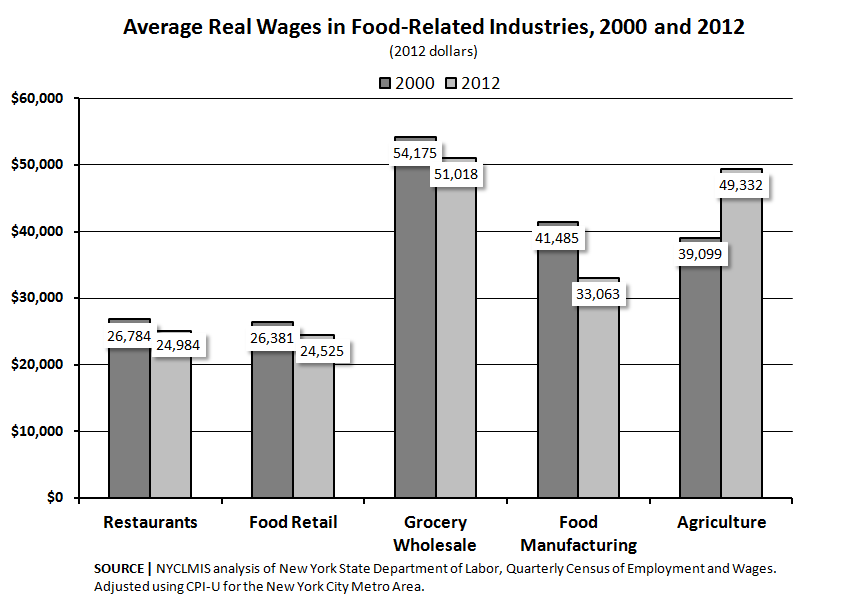 Average Real Wages in Food-Related Industries, 2000 and 2012
(2012 dollars)
2000 2012
$60,000
$50,000
$40,000
$30,000
$20,000
$10,000
$0
54,175
51,018
49,332
41,485
39,099
33,063
26,784
24,984
26,381
24,525
Restaurants
Food Retail
Grocery
Wholesale
Food
Manufacturing
Agriculture
SOURCE | NYCLMIS analysis of New York State Department of Labor, Quarterly Census of Employment and Wages.
Adjusted using CPI-U for the New York City Metro Area.